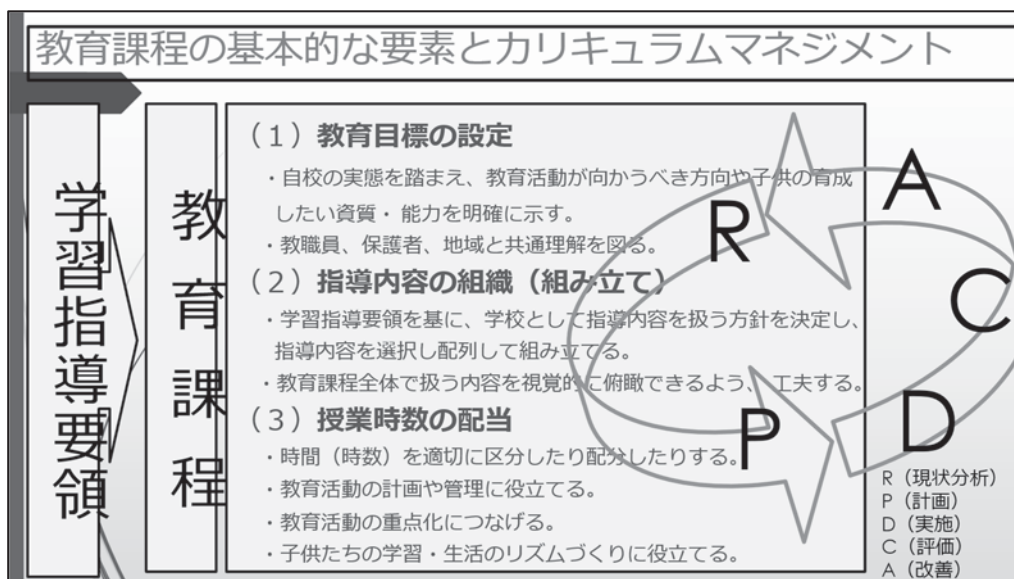 教育課程の基本的な要素とカリキュラムマネジメント
学習指導要領
教育課程
（１）教育目標の設定
・自校の実態を踏まえ、教育活動が向かうべき方向や子供の育成
したい資質・ 能力を明確に示す。
・教職員、保護者、地域と共通理解を図る。
（２）指導内容の組織（組み立て）
・学習指導要領を基に、学校として指導内容を扱う方針を決定し、
指導内容を選択し配列して組み立てる。
・教育課程全体で扱う内容を視覚的に俯瞰できるよう、 工夫する。
（３）授業時数の配当
・時間（時数）を適切に区分したり配分したりする。
・教育活動の計画や管理に役立てる。
・教育活動の重点化につなげる。
・子供たちの学習・生活のリズムづくりに役立てる。
R
P
D
C
A
R（現状分析）
P（計画）
D（実施）
C（評価）
A（改善）